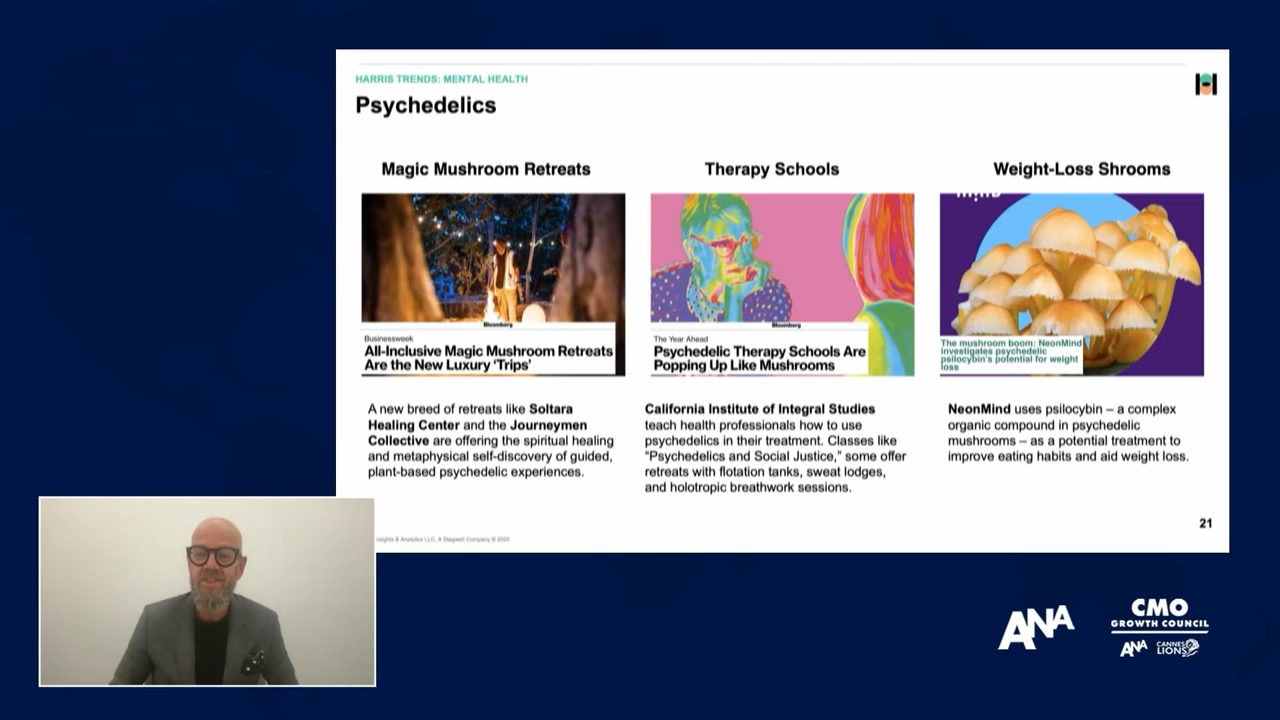 HARRIS TRENDS: MENTAL HEALTH
Psychedelics
Magic Mushroom Retreats
Bloomberg
Businessweek
All-Inclusive Magic Mushroom Retreats
Are the New Luxury ‘Trips’
A new breed of retreats like Soltara
Healing Center and the Journeymen
Collective are offering the spiritual healing
and metaphysical self-discovery of guided,
plant-based psychedelic experiences.
Therapy Schools
Bloomberg
The Year Ahead
Psychedelic Therapy Schools Are
Popping Up Like Mushrooms
California Institute of Integral Studies
teach health professionals how to use
psychedelics in their treatment. Classes like
“Psychedelics and Social Justice,” some offer
retreats with flotation tanks, sweat lodges,
and holotropic breathwork sessions.
Weight-Loss Shrooms
The mushroom boom: NeonMind
investigates psychedelic
psilocybin's potential for weight
loss
NeonMind uses psilocybin – a complex
organic compound in psychedelic
mushrooms – as a potential treatment to
improve eating habits and aid weight loss.
21
& Analytics LLC, A Stagwell Company © 2020
ANA
CMO
GROWTH COUNCIL
ANA
CANNES
LIONS